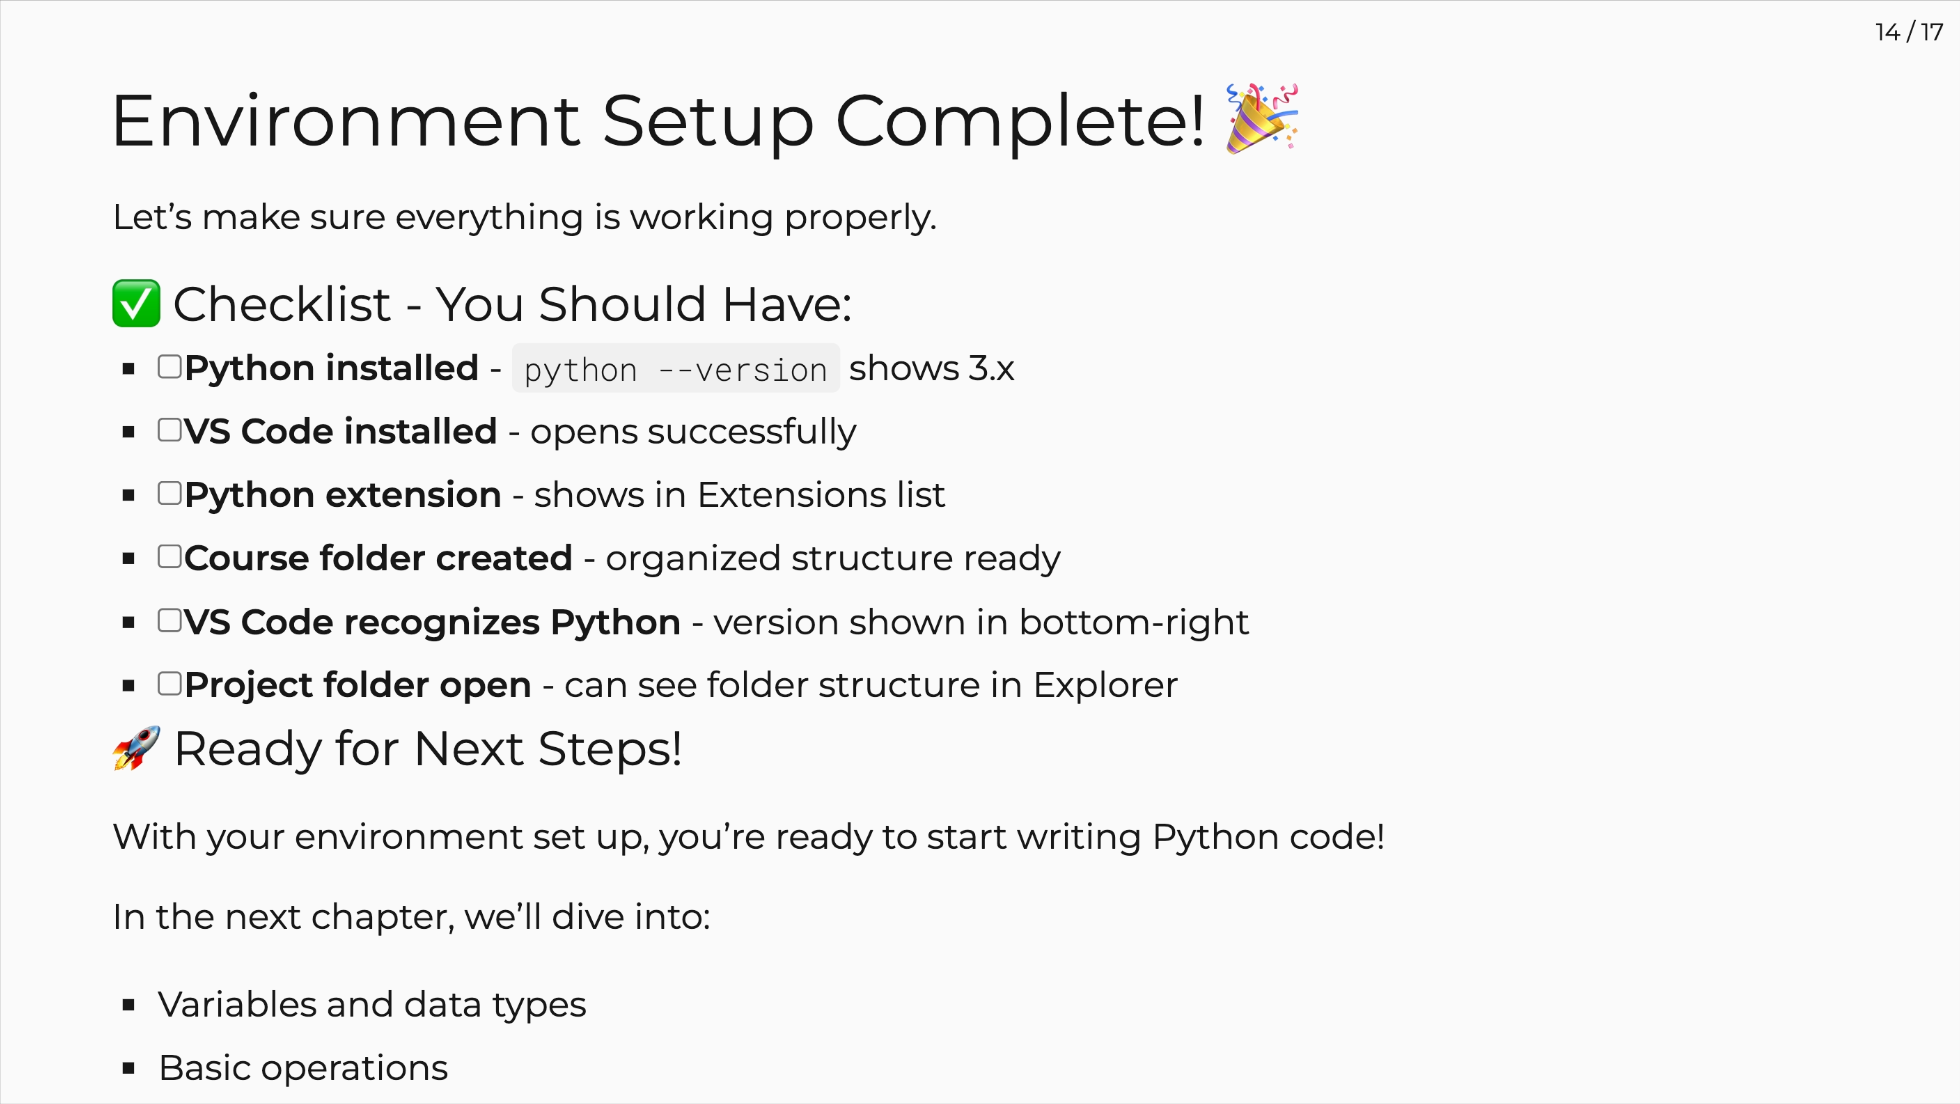 14 / 17
Environment Setup Complete! 🎉
Let’s make sure everything is working properly.
✅ Checklist - You Should Have:
▪ ☐Python installed - python --version shows 3.x
▪ ☐VS Code installed - opens successfully
▪ ☐Python extension - shows in Extensions list
▪ ☐Course folder created - organized structure ready
▪ ☐VS Code recognizes Python - version shown in bottom-right
▪ ☐Project folder open - can see folder structure in Explorer
🚀 Ready for Next Steps!
With your environment set up, you’re ready to start writing Python code!
In the next chapter, we’ll dive into:
▪ Variables and data types
▪ Basic operations